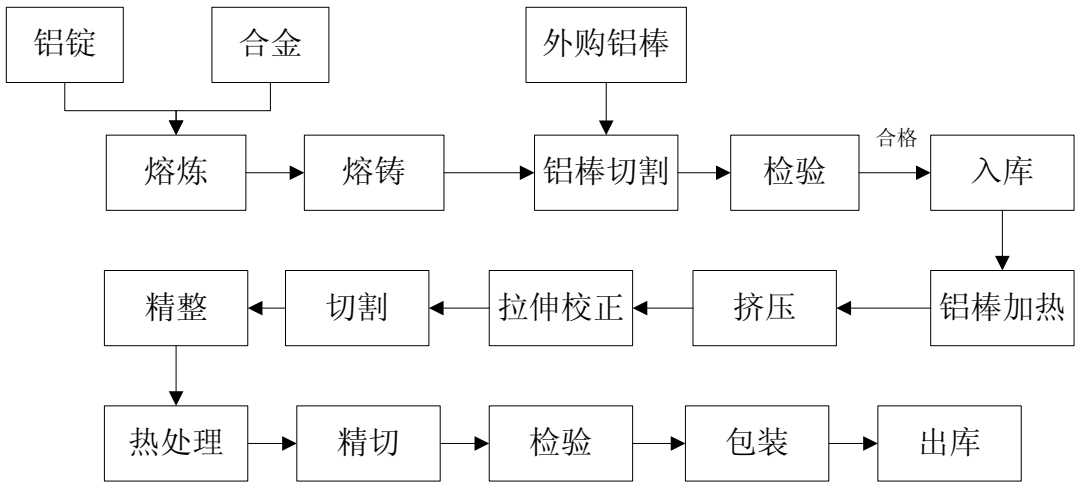 铝锭
合金
外购铝棒
熔炼
熔铸
铝棒切割
检验
合格
入库
精整
切割
拉伸校正
挤压
铝棒加热
热处理
精切
检验
包装
出库